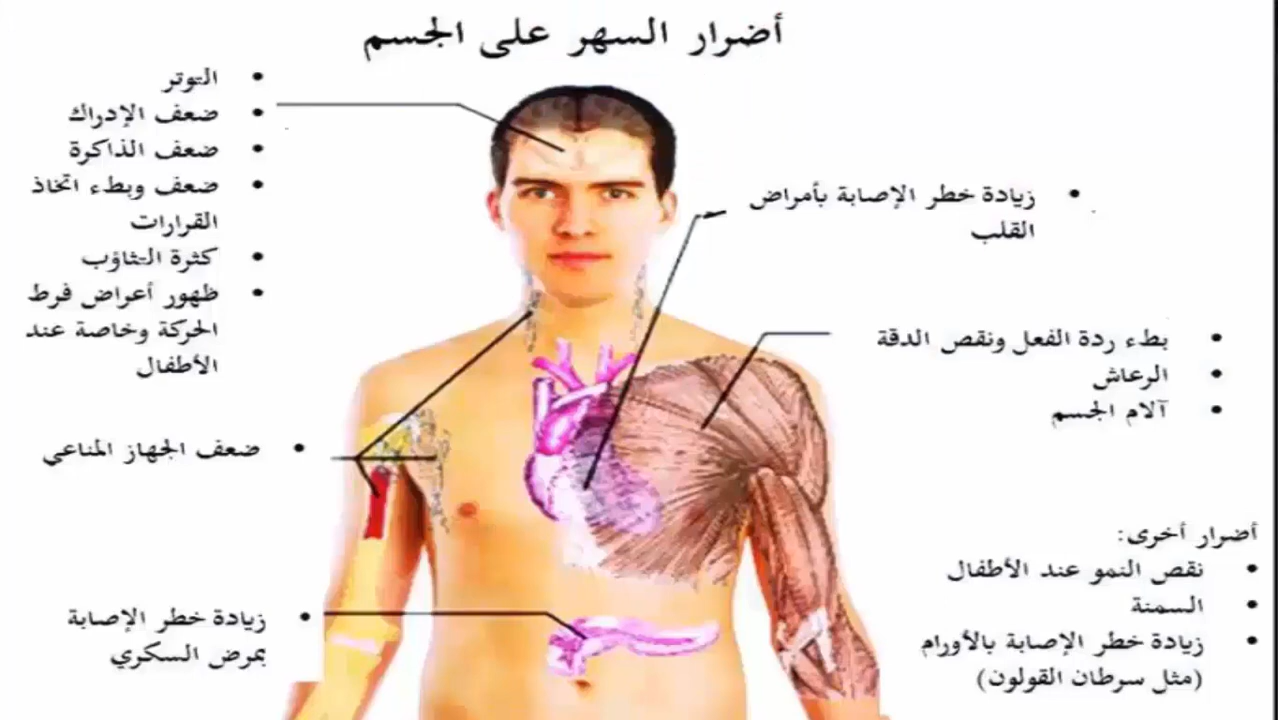 أضرار السهر على الجسم
• التوتر
• ضعف الإدراك
• ضعف الذاكرة
• ضعف وبطء اتخاذ
القرارات
• كثرة التثاؤب
• ظهور أعراض فرط
الحركة وخاصة عند
الأطفال
• زيادة خطر الإصابة بأمراض
القلب
• بطء ردة الفعل ونقص الدقة
• الرعاش
• آلام الجسم
• ضعف الجهاز المناعي
• زيادة خطر الإصابة
بمرض السكري
أضرار أخرى:
• نقص النمو عند الأطفال
• السمنة
• زيادة خطر الإصابة بالأورام
(مثل سرطان القولون)